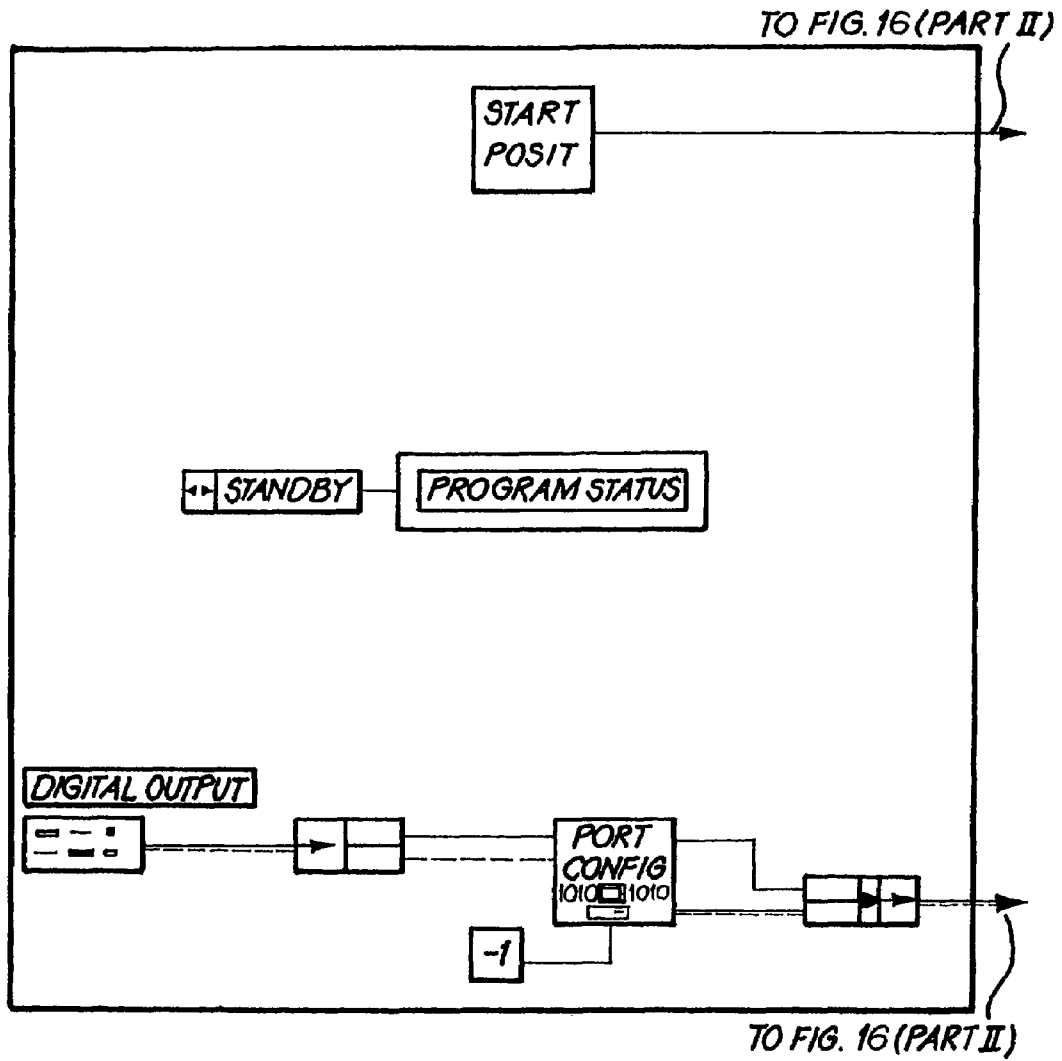 TO FIG. 16 (PART II)
START
POSIT
STANDBY
PROGRAM STATUS
DIGITAL OUTPUT
PORT
CONFIG
1010 1010
-1
TO FIG. 16 (PART II)